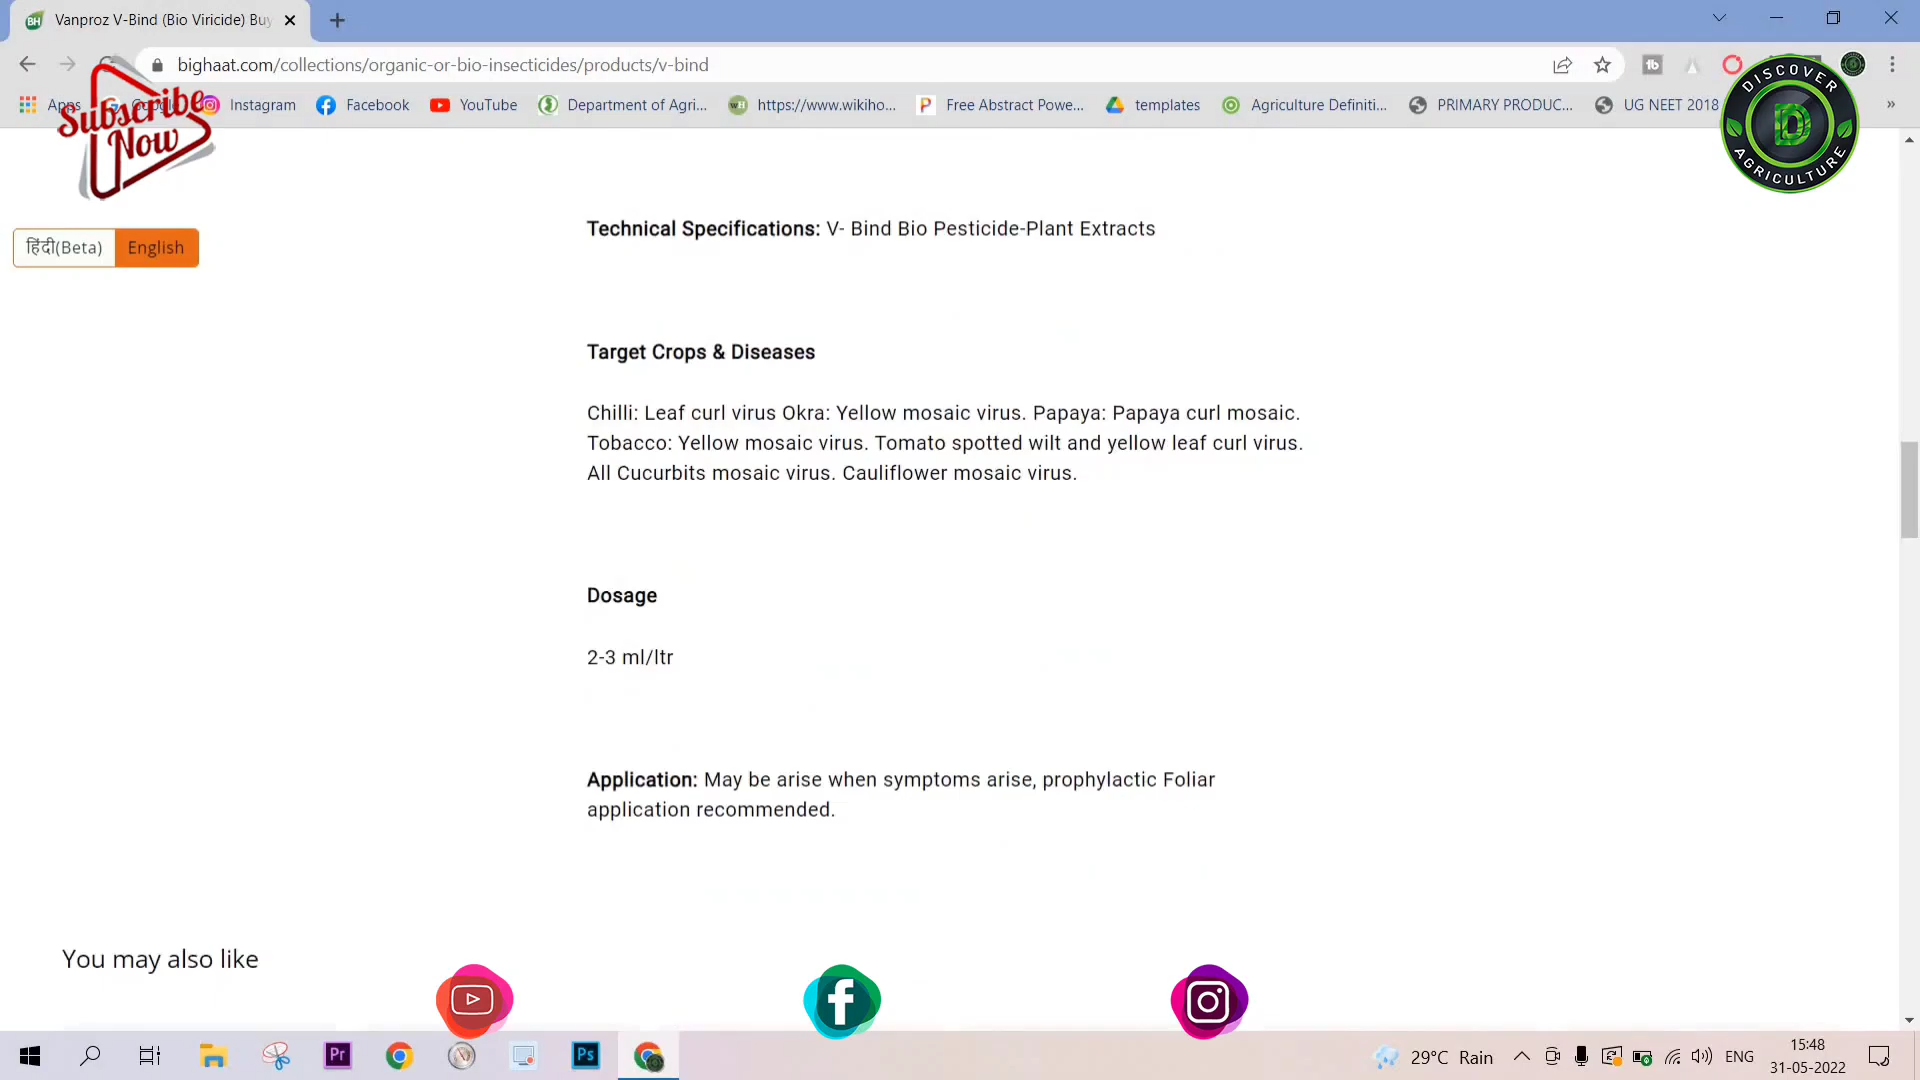 Vanproz V-Bind (Bio Viricide) Buy
bighaat.com/collections/organic-or-bio-insecticides/products/v-bind
Apps Google Instagram Facebook YouTube Department of Agri... https://www.wikiho... Free Abstract Powe... templates Agriculture Definiti... PRIMARY PRODUC... UG NEET 2018 »
Subscribe
Now
DISCOVER
D
AGRICULTURE
हिंदी(Beta) English
Technical Specifications: V- Bind Bio Pesticide-Plant Extracts
Target Crops & Diseases
Chilli: Leaf curl virus Okra: Yellow mosaic virus. Papaya: Papaya curl mosaic.
Tobacco: Yellow mosaic virus. Tomato spotted wilt and yellow leaf curl virus.
All Cucurbits mosaic virus. Cauliflower mosaic virus.
Dosage
2-3 ml/ltr
Application: May be arise when symptoms arise, prophylactic Foliar
application recommended.
You may also like
Pr Ps 29°C Rain ENG
15:48
31-05-2022